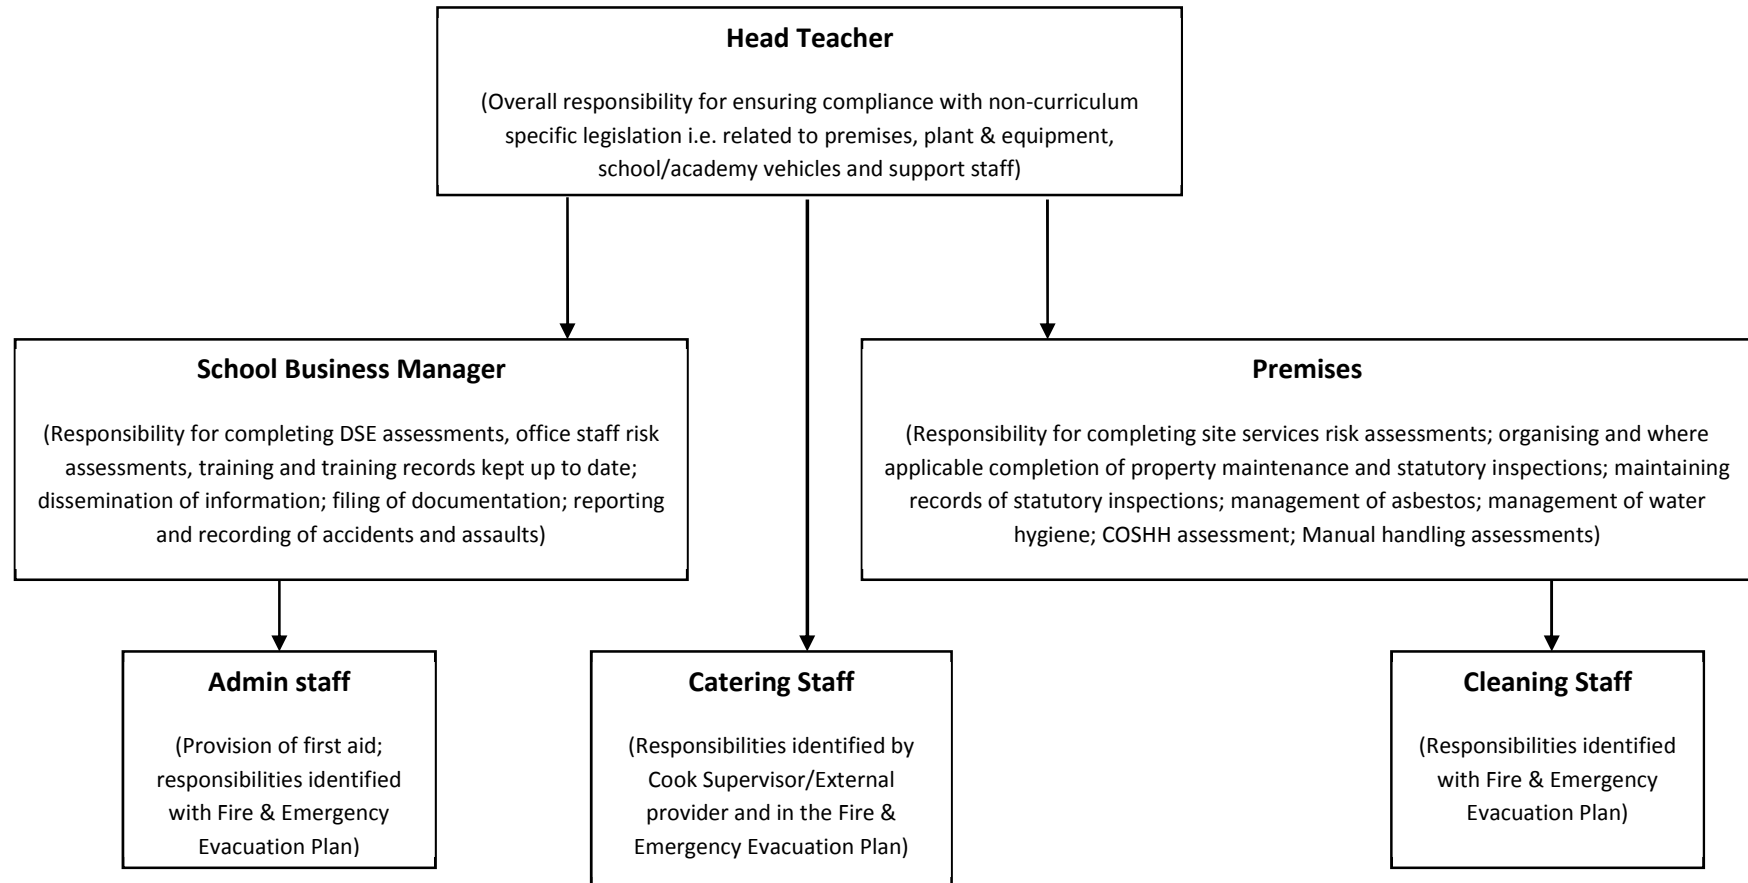 Head Teacher
(Overall responsibility for ensuring compliance with non-curriculum
specific legislation i.e. related to premises, plant & equipment,
school/academy vehicles and support staff)
School Business Manager
(Responsibility for completing DSE assessments, office staff risk
assessments, training and training records kept up to date;
dissemination of information; filing of documentation; reporting
and recording of accidents and assaults)
Premises
(Responsibility for completing site services risk assessments; organising and where
applicable completion of property maintenance and statutory inspections; maintaining
records of statutory inspections; management of asbestos; management of water
hygiene; COSHH assessment; Manual handling assessments)
Admin staff
(Provision of first aid;
responsibilities identified
with Fire & Emergency
Evacuation Plan)
Catering Staff
(Responsibilities identified by
Cook Supervisor/External
provider and in the Fire &
Emergency Evacuation Plan)
Cleaning Staff
(Responsibilities identified
with Fire & Emergency
Evacuation Plan)